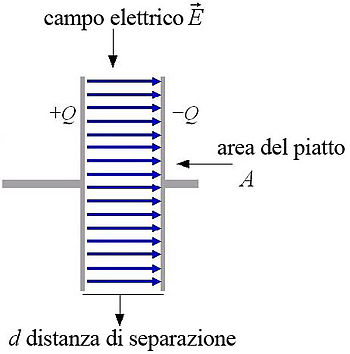 campo elettrico E⃗
+Q
−Q
area del piatto
A
d distanza di separazione